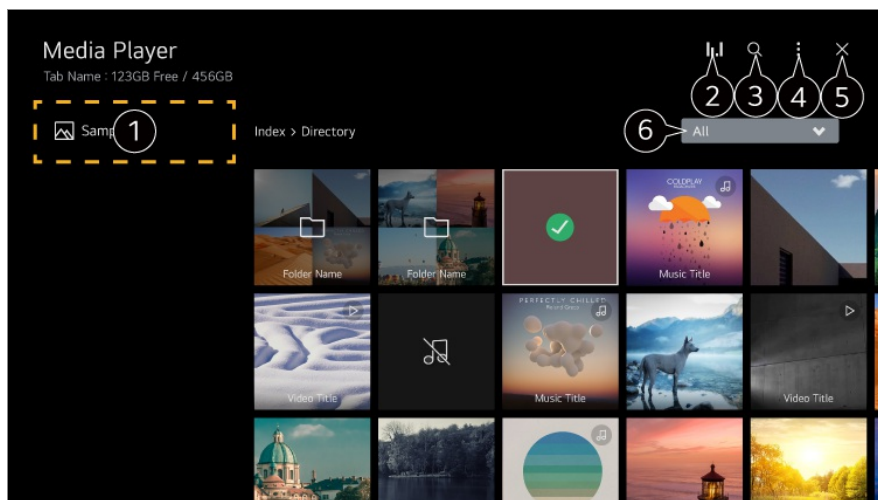 Media Player
Tab Name : 123GB Free / 456GB
2 3 4 5
1
Index > Directory
6
All
Folder Name
Folder Name
COLDPLAY
Music Title
Video Title
PERFECTLY CHILLED
Music Title
Video Title